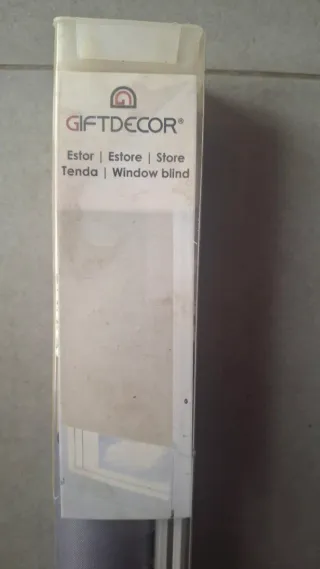 GIFTDECOR®
Estor | Estore | Store
Tenda | Window blind